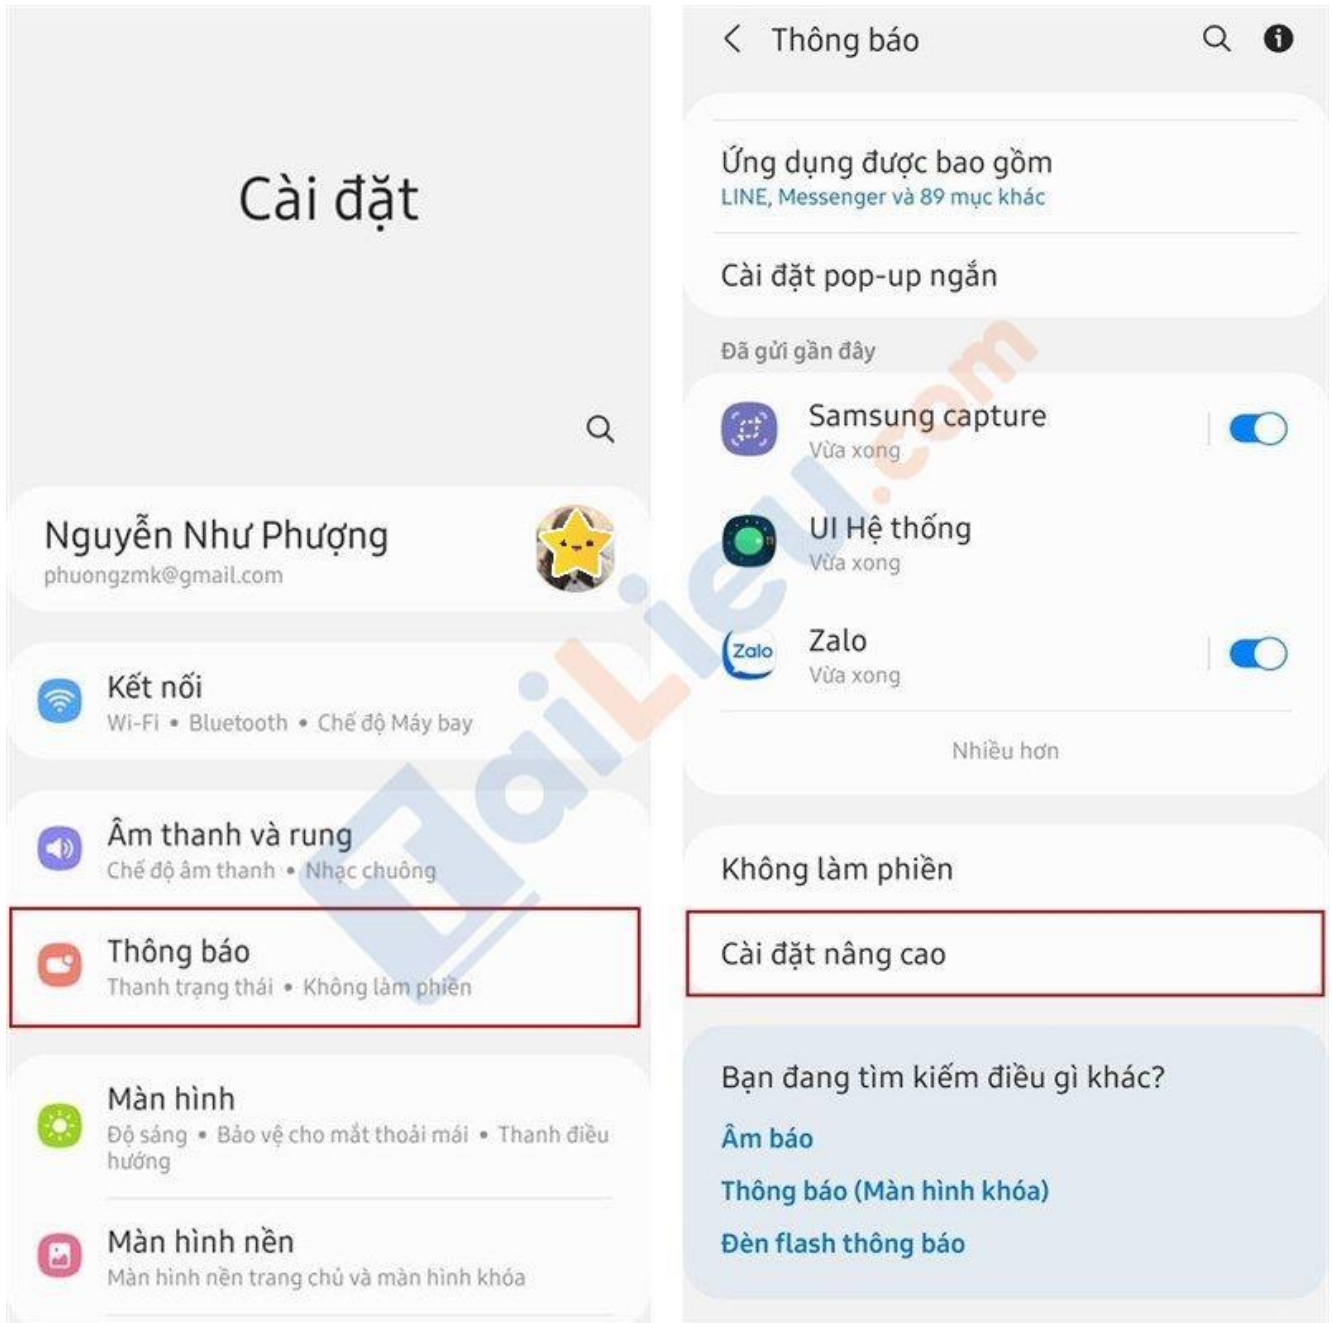 Cài đặt
Nguyễn Như Phượng
phuongzmk@gmail.com
Kết nối
Wi-Fi • Bluetooth • Chế độ Máy bay
Âm thanh và rung
Chế độ âm thanh • Nhạc chuông
Thông báo
Thanh trạng thái • Không làm phiền
Màn hình
Độ sáng • Bảo vệ cho mắt thoải mái • Thanh điều
hướng
Màn hình nền
Màn hình nền trang chủ và màn hình khóa
Thông báo
Ứng dụng được bao gồm
LINE, Messenger và 89 mục khác
Cài đặt pop-up ngắn
Đã gửi gần đây
Samsung capture
Vừa xong
UI Hệ thống
Vừa xong
Zalo
Zalo
Vừa xong
Nhiều hơn
Không làm phiền
Cài đặt nâng cao
Bạn đang tìm kiếm điều gì khác?
Âm báo
Thông báo (Màn hình khóa)
Đèn flash thông báo
TaiLieu.com